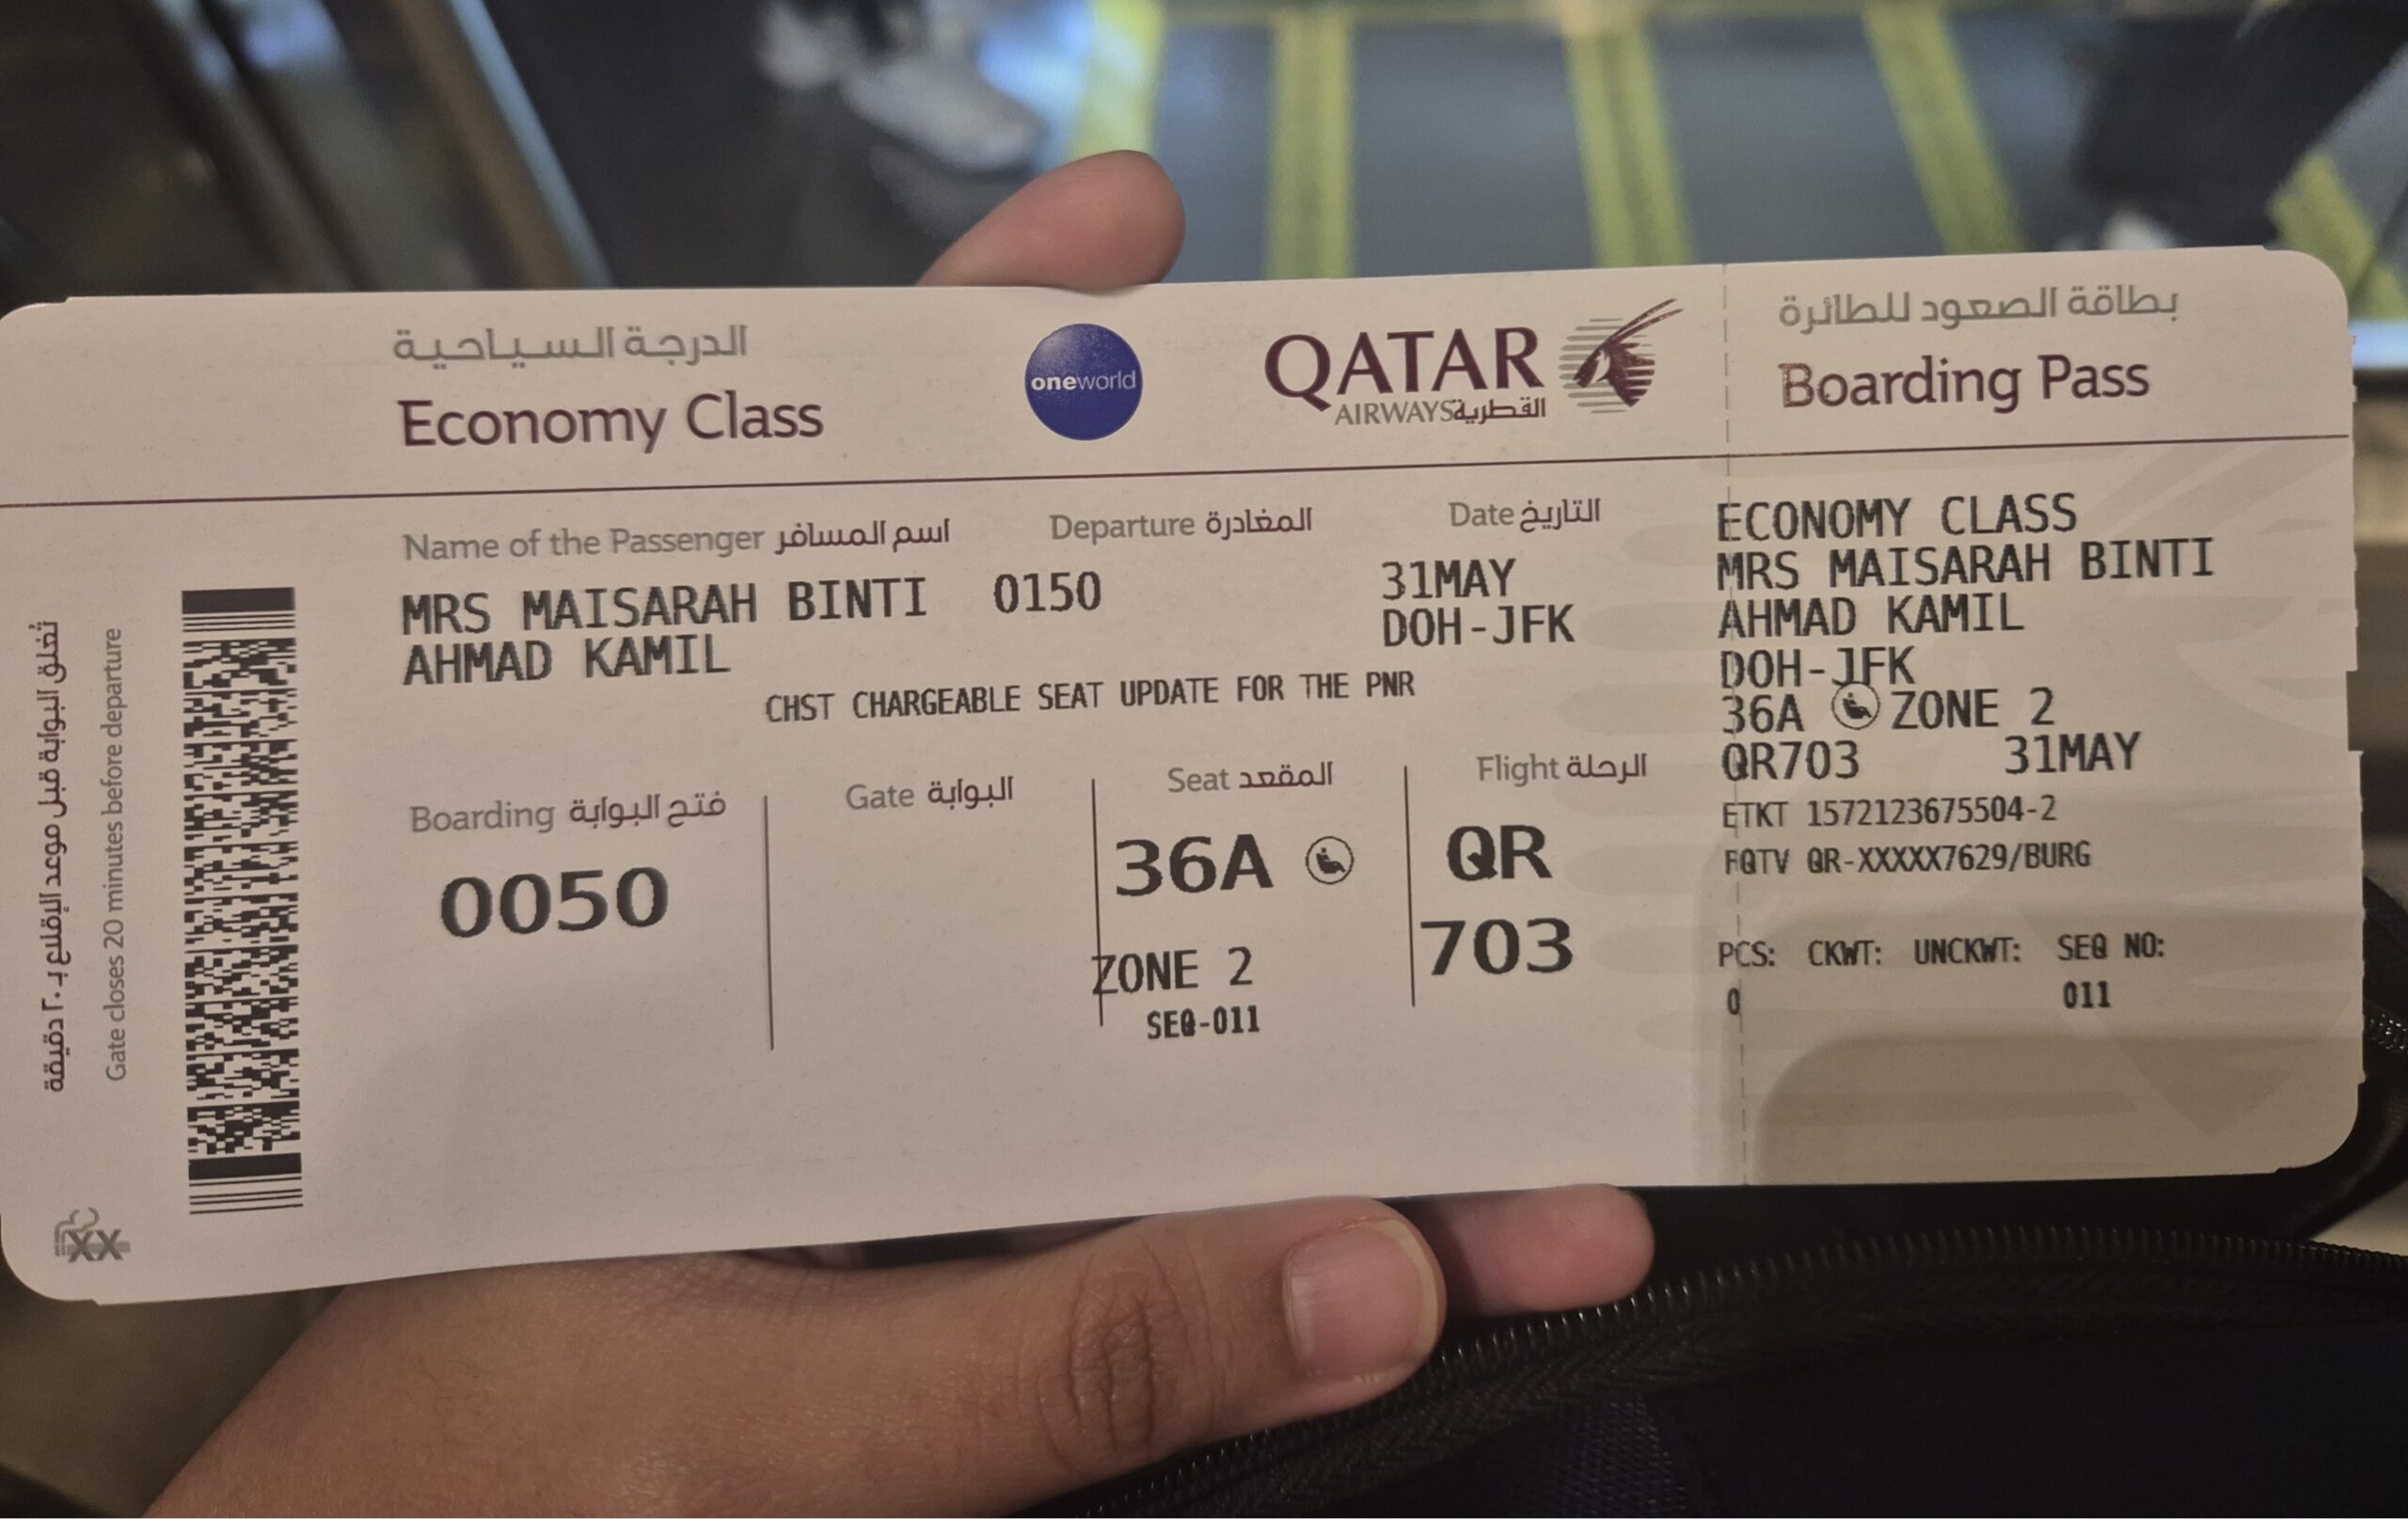 الدرجة السياحية
Economy Class
oneworld
QATAR
AIRWAYS القطرية
بطاقة الصعود للطائرة
Boarding Pass
Name of the Passenger اسم المسافر
Departure المغادرة
Date التاريخ
MRS MAISARAH BINTI
AHMAD KAMIL
0150
31MAY
DOH-JFK
CHST CHARGEABLE SEAT UPDATE FOR THE PNR
Boarding فتح البوابة
0050
Gate البوابة
Seat المقعد
36A
ZONE 2
SEQ-011
Flight الرحلة
QR
703
ECONOMY CLASS
MRS MAISARAH BINTI
AHMAD KAMIL
DOH-JFK
36A ZONE 2
QR703 31MAY
ETKT 1572123675504-2
FQTV QR-XXXXX7629/BURG
PCS: CKWT: UNCKWT: SEQ NO:
0 011
تغلق البوابة قبل موعد الإقلاع بـ ٢٠ دقيقة
Gate closes 20 minutes before departure
XX